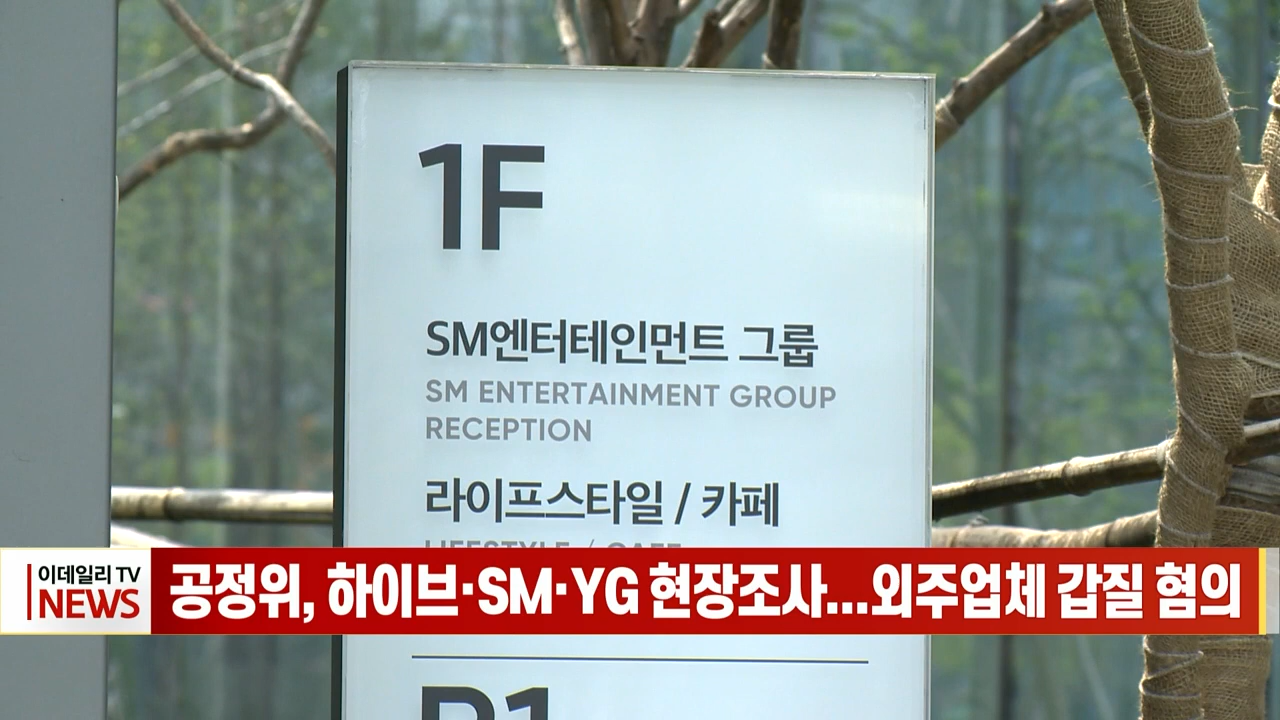 1F
SM엔터테인먼트 그룹
SM ENTERTAINMENT GROUP
RECEPTION
라이프스타일 / 카페
이데일리 TV
NEWS
공정위, 하이브·SM·YG 현장조사...외주업체 갑질 혐의